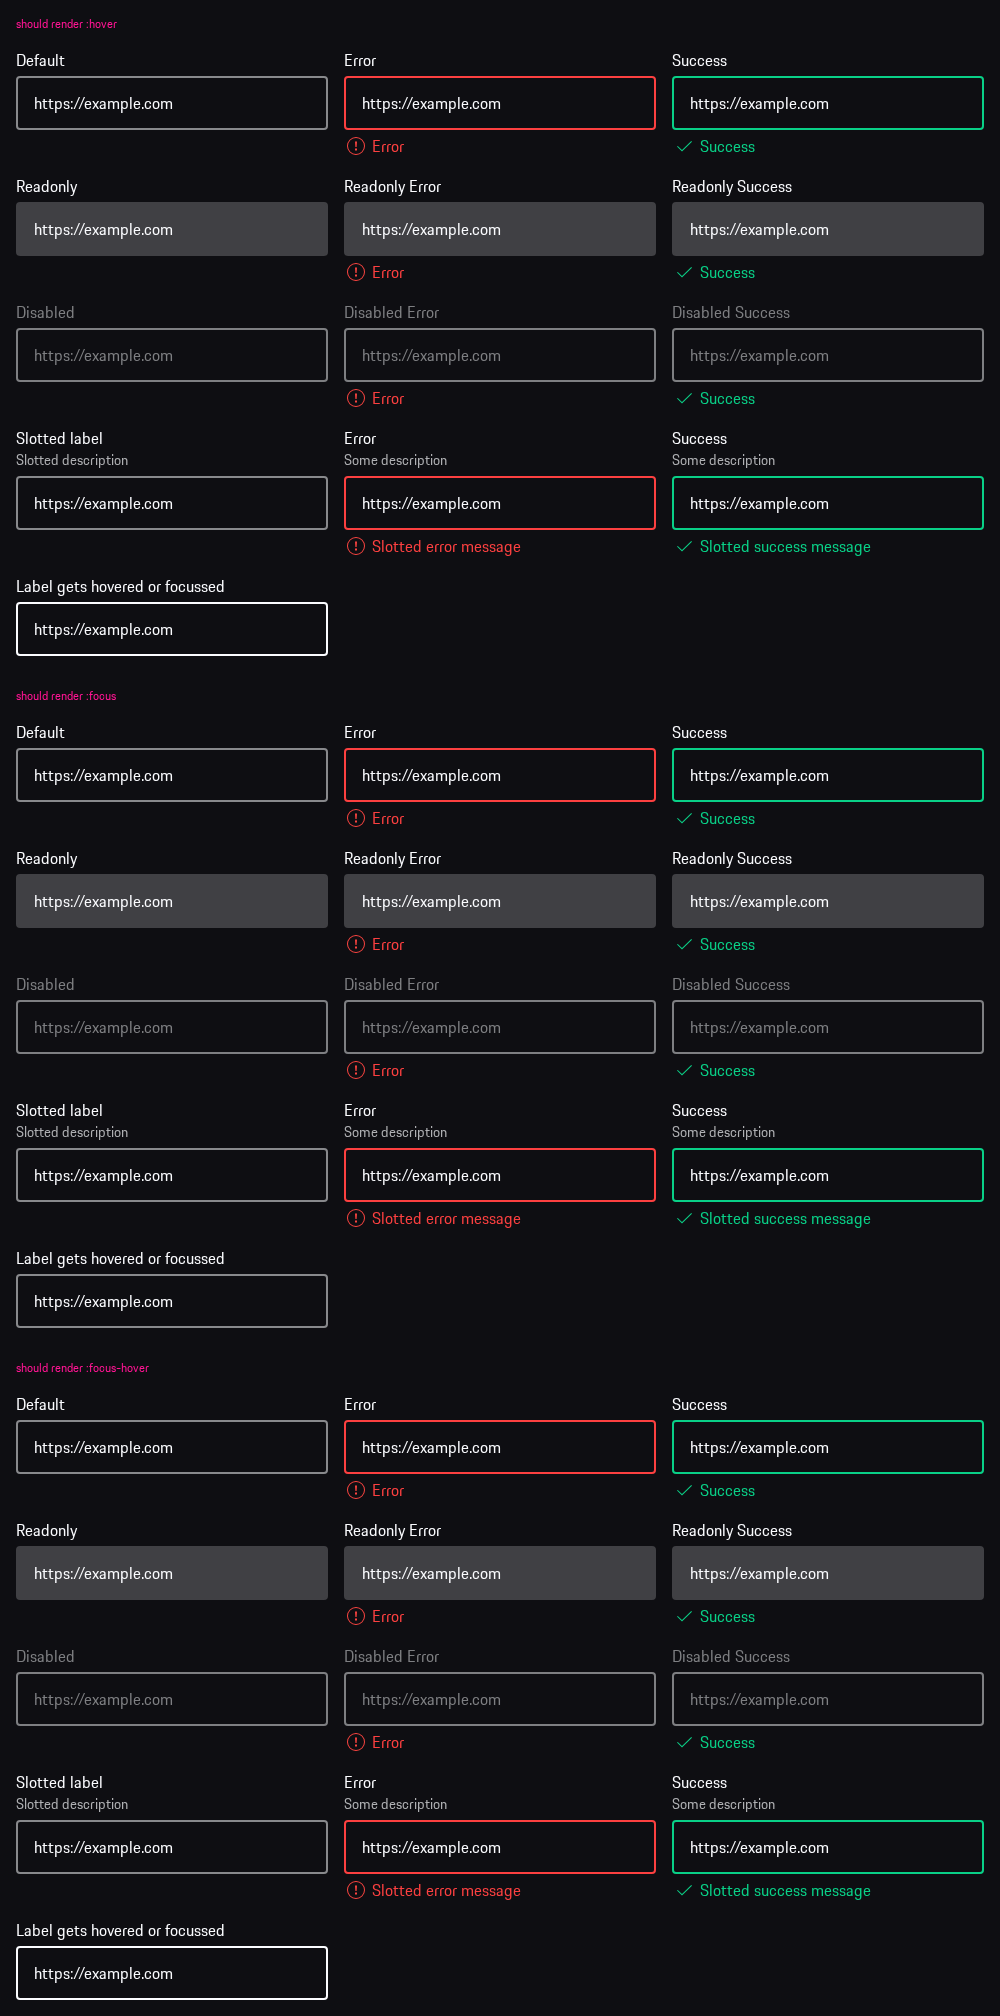 should render :hover
Default Error Success
https://example.com https://example.com https://example.com
Error Success
Readonly Readonly Error Readonly Success
https://example.com https://example.com https://example.com
Error Success
Disabled Disabled Error Disabled Success
https://example.com https://example.com https://example.com
Error Success
Slotted label Error Success
Slotted description Some description Some description
https://example.com https://example.com https://example.com
Slotted error message Slotted success message
Label gets hovered or focussed
https://example.com
should render :focus
Default Error Success
https://example.com https://example.com https://example.com
Error Success
Readonly Readonly Error Readonly Success
https://example.com https://example.com https://example.com
Error Success
Disabled Disabled Error Disabled Success
https://example.com https://example.com https://example.com
Error Success
Slotted label Error Success
Slotted description Some description Some description
https://example.com https://example.com https://example.com
Slotted error message Slotted success message
Label gets hovered or focussed
https://example.com
should render :focus-hover
Default Error Success
https://example.com https://example.com https://example.com
Error Success
Readonly Readonly Error Readonly Success
https://example.com https://example.com https://example.com
Error Success
Disabled Disabled Error Disabled Success
https://example.com https://example.com https://example.com
Error Success
Slotted label Error Success
Slotted description Some description Some description
https://example.com https://example.com https://example.com
Slotted error message Slotted success message
Label gets hovered or focussed
https://example.com